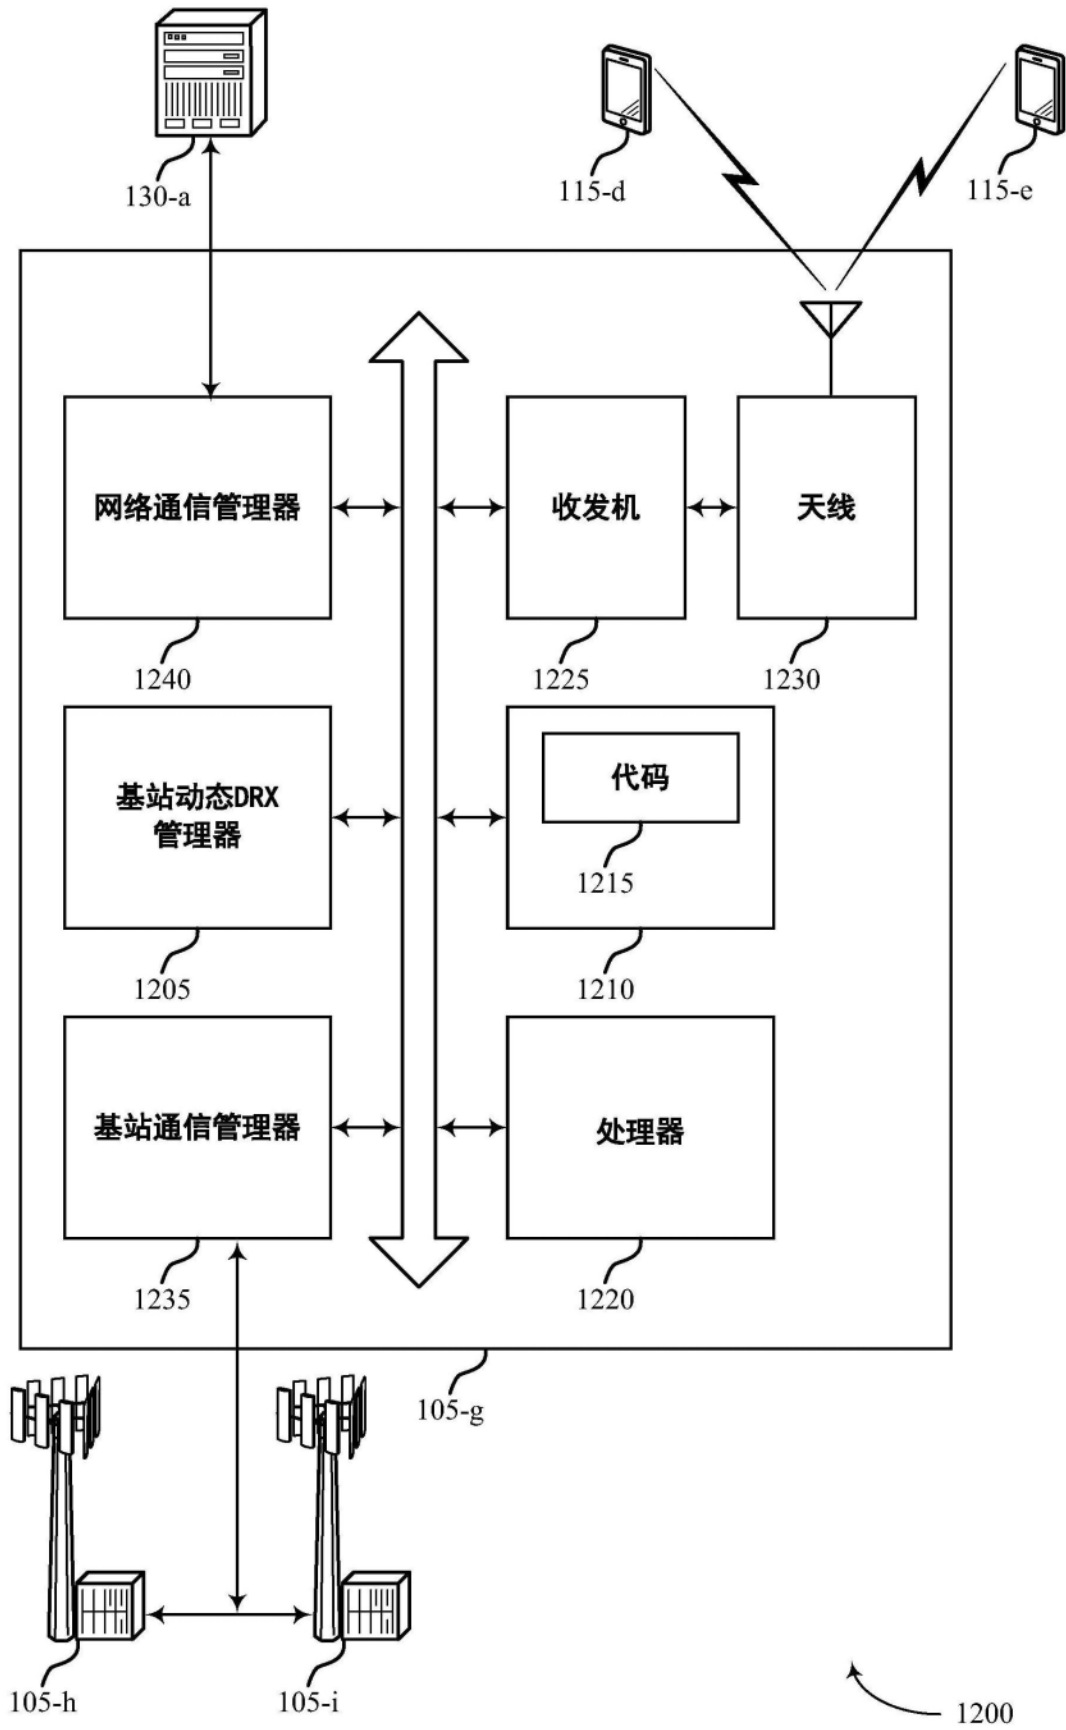 130-a
115-d
115-e
网络通信管理器
收发机
天线
1240
1225
1230
基站动态DRX
管理器
代码
1215
1205
1210
基站通信管理器
处理器
1235
1220
105-g
105-h
105-i
1200